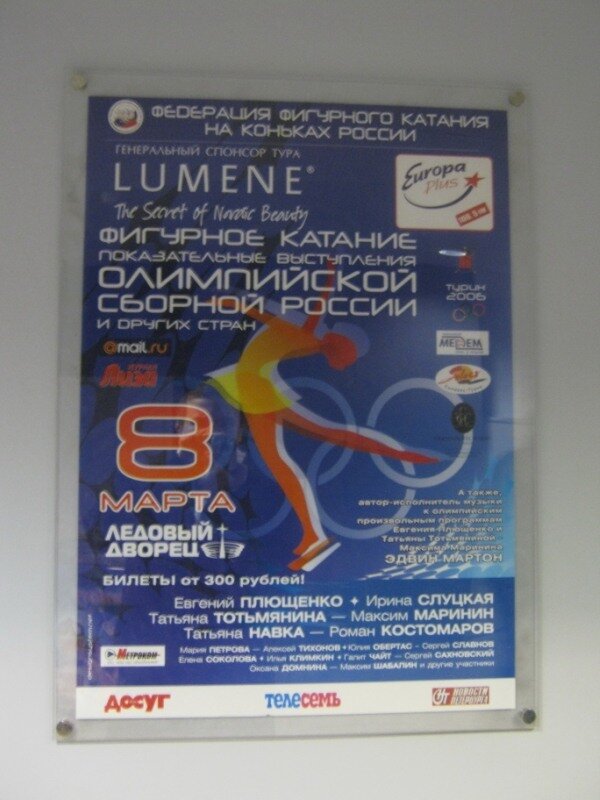 ФЕДЕРАЦИЯ ФИГУРНОГО КАТАНИЯ
НА КОНЬКАХ РОССИИ
ГЕНЕРАЛЬНЫЙ СПОНСОР ТУРА
LUMENE®
The Secret of Nordic Beauty
Europa
Plus
ФИГУРНОЕ КАТАНИЕ
ПОКАЗАТЕЛЬНЫЕ ВЫСТУПЛЕНИЯ
ОЛИМПИЙСКОЙ
СБОРНОЙ РОССИИ
И ДРУГИХ СТРАН
ТУРИН
2006
@mail.ru
Лиза
8
МАРТА
ЛЕДОВЫЙ
ДВОРЕЦ
А также,
автор-исполнитель музыки
к олимпийским
произвольным программам
Евгения Плющенко и
Татьяны Тотьмяниной —
Максима Маринина
ЭДВИН МАРТОН
БИЛЕТЫ от 300 рублей!
Евгений ПЛЮЩЕНКО • Ирина СЛУЦКАЯ
Татьяна ТОТЬМЯНИНА — Максим МАРИНИН
Татьяна НАВКА — Роман КОСТОМАРОВ
Мария ПЕТРОВА — Алексей ТИХОНОВ • Юлия ОБЕРТАС — Сергей СЛАВНОВ
Елена СОКОЛОВА • Илья КЛИМКИН • Галит ЧАЙТ — Сергей САХНОВСКИЙ
Оксана ДОМНИНА — Максим ШАБАЛИН и другие участники
МЕТРОКОМ
ДОСУГ
ТЕЛЕСЕМЬ
НОВОСТИ
ПЕТЕРБУРГА